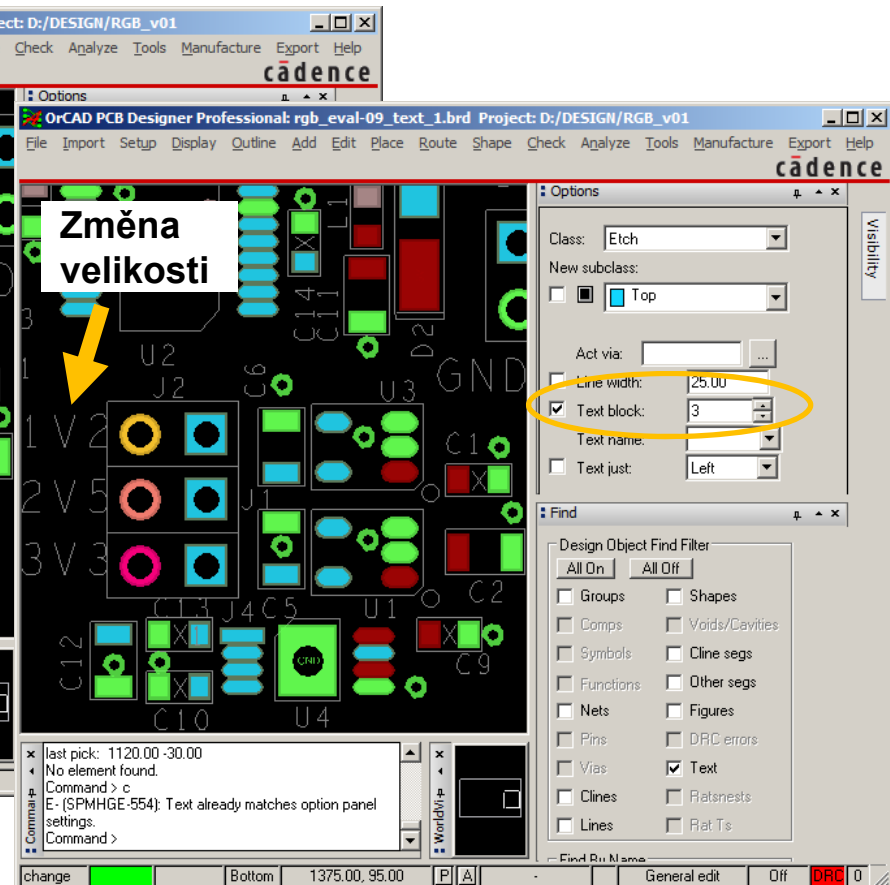 ect: D:/DESIGN/RGB_v01
Check Analyze Tools Manufacture Export Help
cādence
Options
OrCAD PCB Designer Professional: rgb_eval-09_text_1.brd Project: D:/DESIGN/RGB_v01
File Import Setup Display Outline Add Edit Place Route Shape Check Analyze Tools Manufacture Export Help
cādence
Změna
velikosti
L1
C14
C11
D2
3
U2
J2
C6
U3
GND
1
1V2
C1
2V5
J1
3V3
C2
C13
J4
C5
U1
C12
GND
C9
C10
U4
Options
Class: Etch
New subclass:
Top
Act via: ...
Line width: 25.00
Text block: 3
Text name:
Text just: Left
Visibility
Find
Design Object Find Filter
All On All Off
Groups Shapes
Comps Voids/Cavities
Symbols Cline segs
Functions Other segs
Nets Figures
Pins DRC errors
Vias Text
Clines Ratsnests
Lines Rat Ts
Find By Name
last pick: 1120.00 -30.00
No element found.
Command > c
E- (SPMHGE-554): Text already matches option panel
settings.
Command >
WorldVi
change Bottom 1375.00, 95.00 P A - General edit Off DRC 0